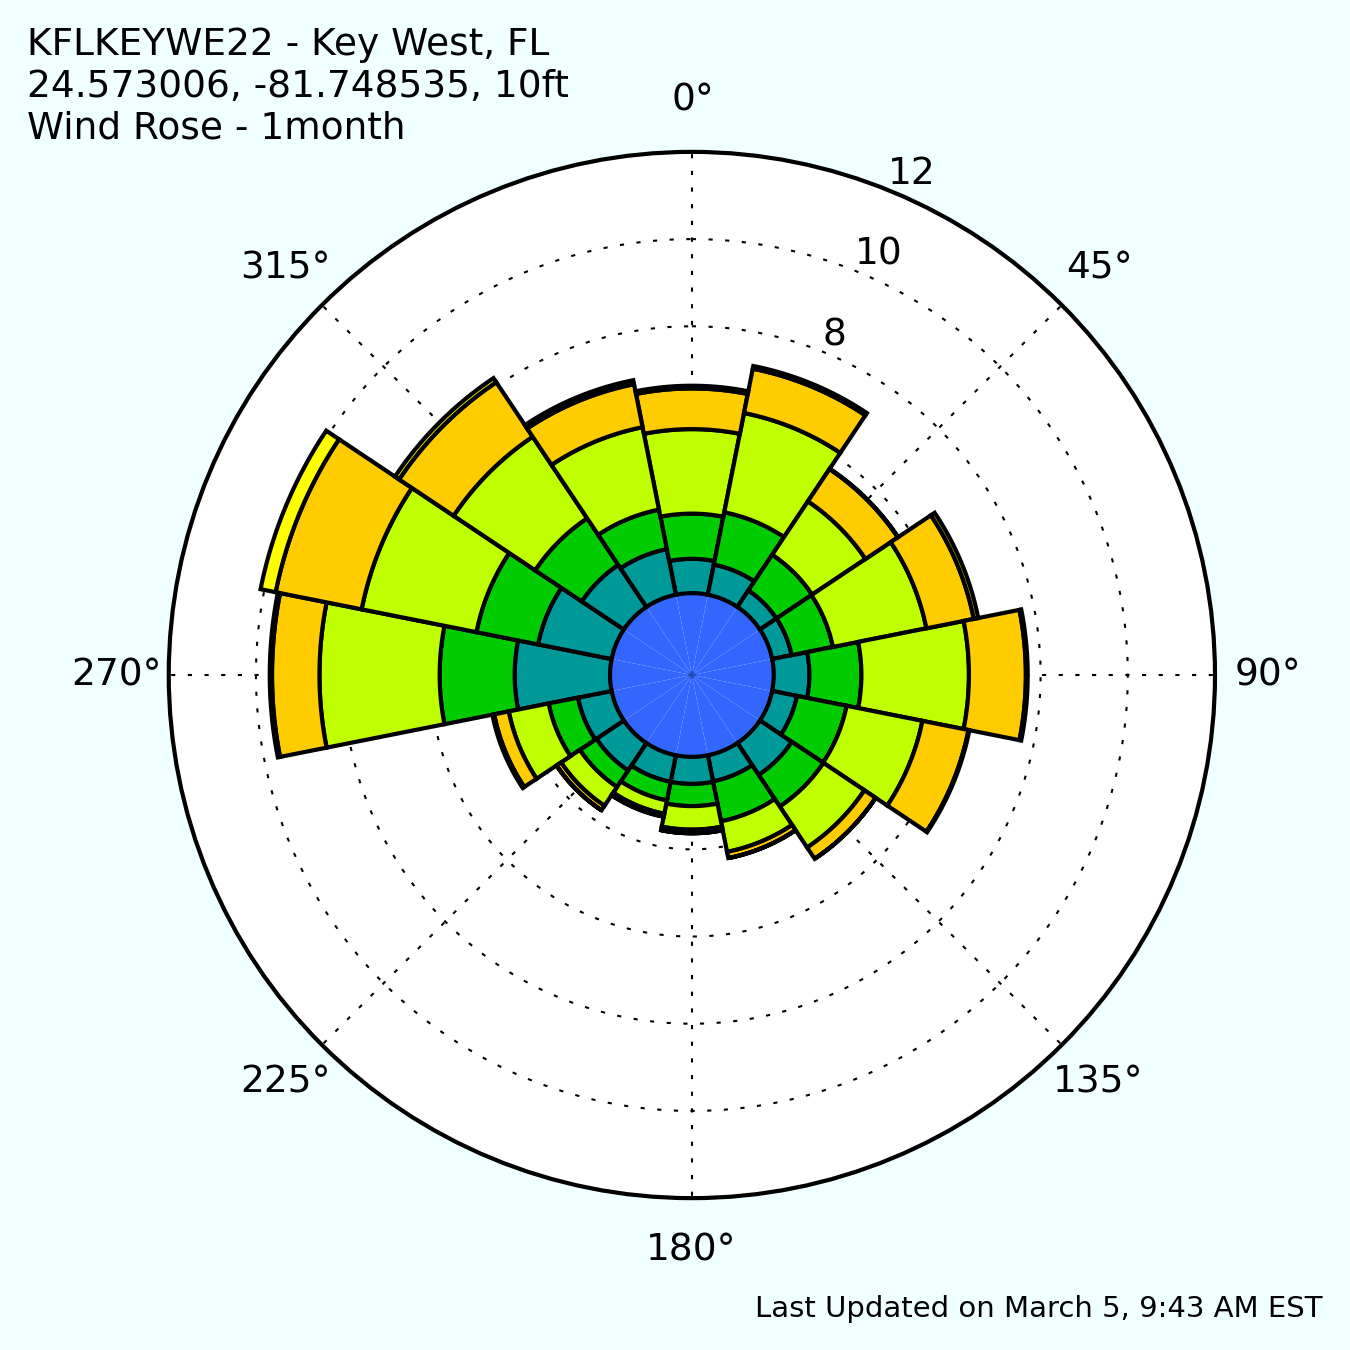 KFLKEYWE22 - Key West, FL
24.573006, -81.748535, 10ft
Wind Rose - 1month
0°
12
10
315°
45°
8
270°
90°
225°
135°
180°
Last Updated on March 5, 9:43 AM EST